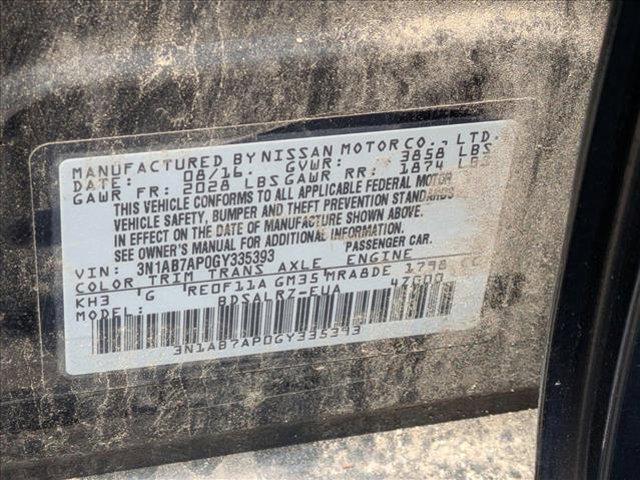 MANUFACTURED BY NISSAN MOTOR CO., LTD.
DATE: 08/16. GVWR: 3858 LBS
GAWR FR: 2028 LBS GAWR RR: 1874 LBS
THIS VEHICLE CONFORMS TO ALL APPLICABLE FEDERAL MOTOR
VEHICLE SAFETY, BUMPER AND THEFT PREVENTION STANDARDS
IN EFFECT ON THE DATE OF MANUFACTURE SHOWN ABOVE.
SEE OWNER'S MANUAL FOR ADDITIONAL INFORMATION.
VIN: 3N1AB7AP0GY335393 PASSENGER CAR.
COLOR TRIM TRANS AXLE ENGINE
KH3 G RE0F11A GM35 MRA8DE 1798 CC
MODEL: BDSALRZ-EUA 4ZG00
3N1AB7AP0GY335393